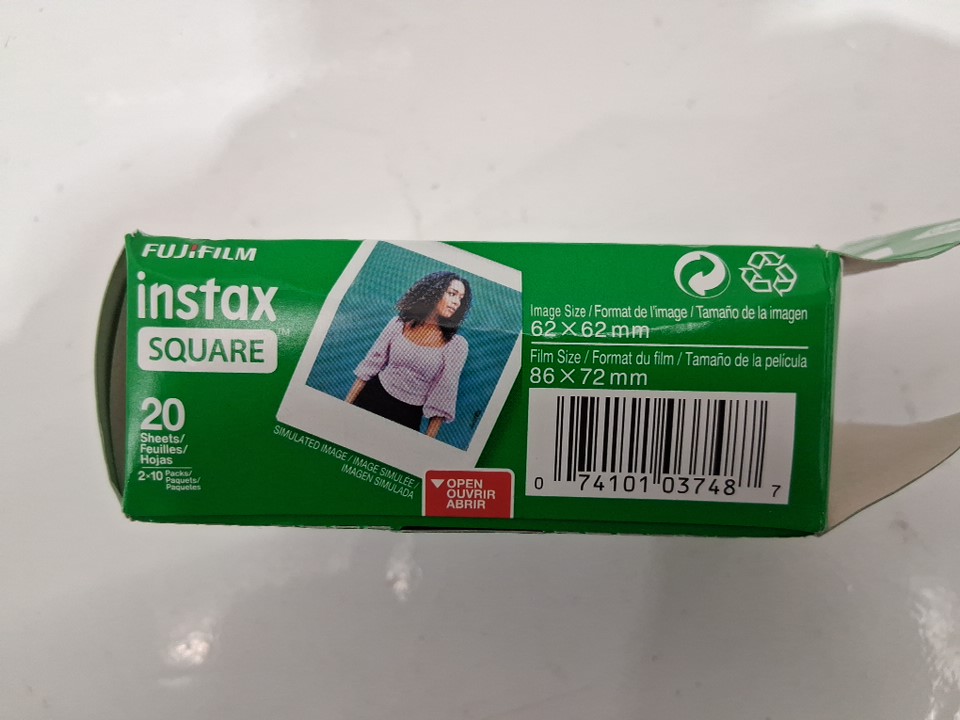 FUJIFILM
instax™
SQUARE
20
Sheets/
Feuilles/
Hojas
2×10 Packs/
Paquets/
Paquetes
SIMULATED IMAGE / IMAGE SIMULÉE /
IMAGEN SIMULADA
OPEN
OUVRIR
ABRIR
Image Size / Format de l'image / Tamaño de la imagen
62×62mm
Film Size / Format du film / Tamaño de la película
86×72mm
0 74101 03748 7